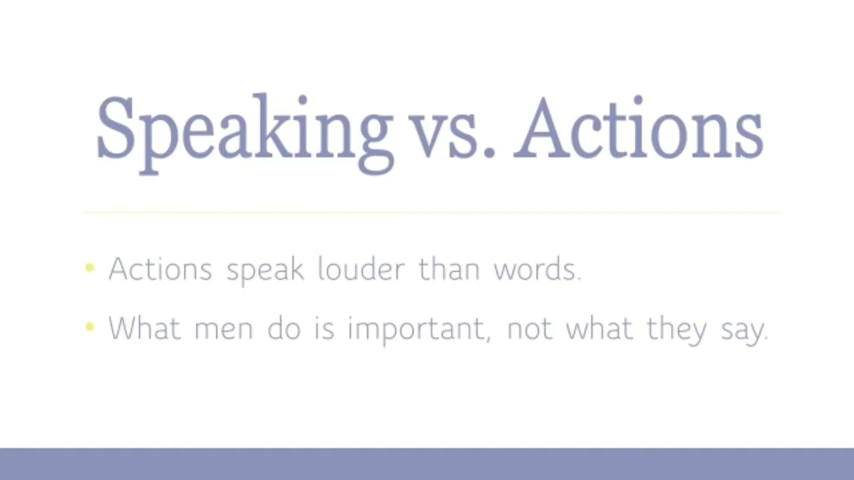 Speaking vs. Actions
• Actions speak louder than words.
• What men do is important, not what they say.